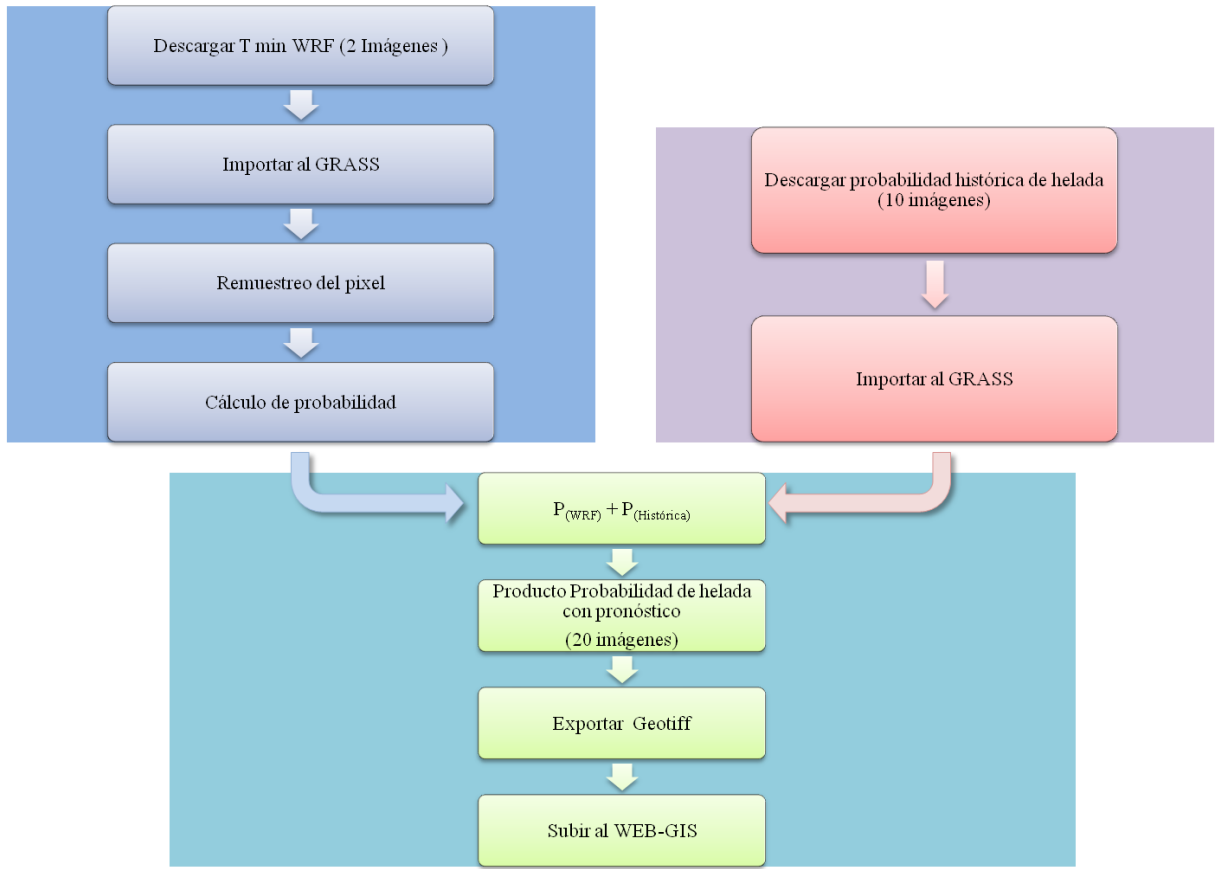 Descargar T min WRF (2 Imágenes )
Importar al GRASS
Remuestreo del pixel
Cálculo de probabilidad
Descargar probabilidad histórica de helada
(10 imágenes)
Importar al GRASS
P(WRF) + P(Histórica)
Producto Probabilidad de helada
con pronóstico
(20 imágenes)
Exportar Geotiff
Subir al WEB-GIS